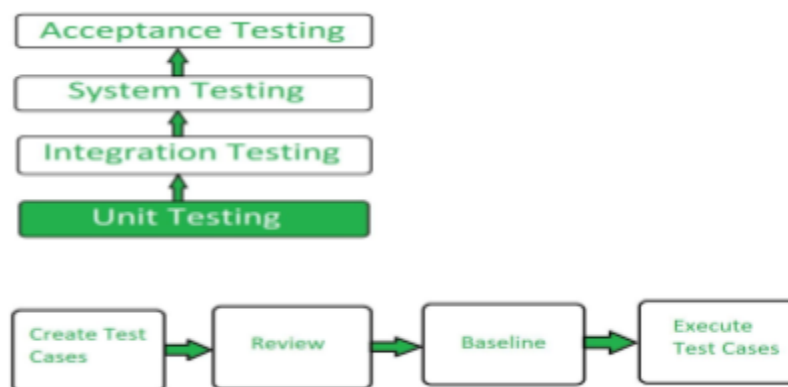 Acceptance Testing
System Testing
Integration Testing
Unit Testing
Create Test
Cases
Review
Baseline
Execute
Test Cases